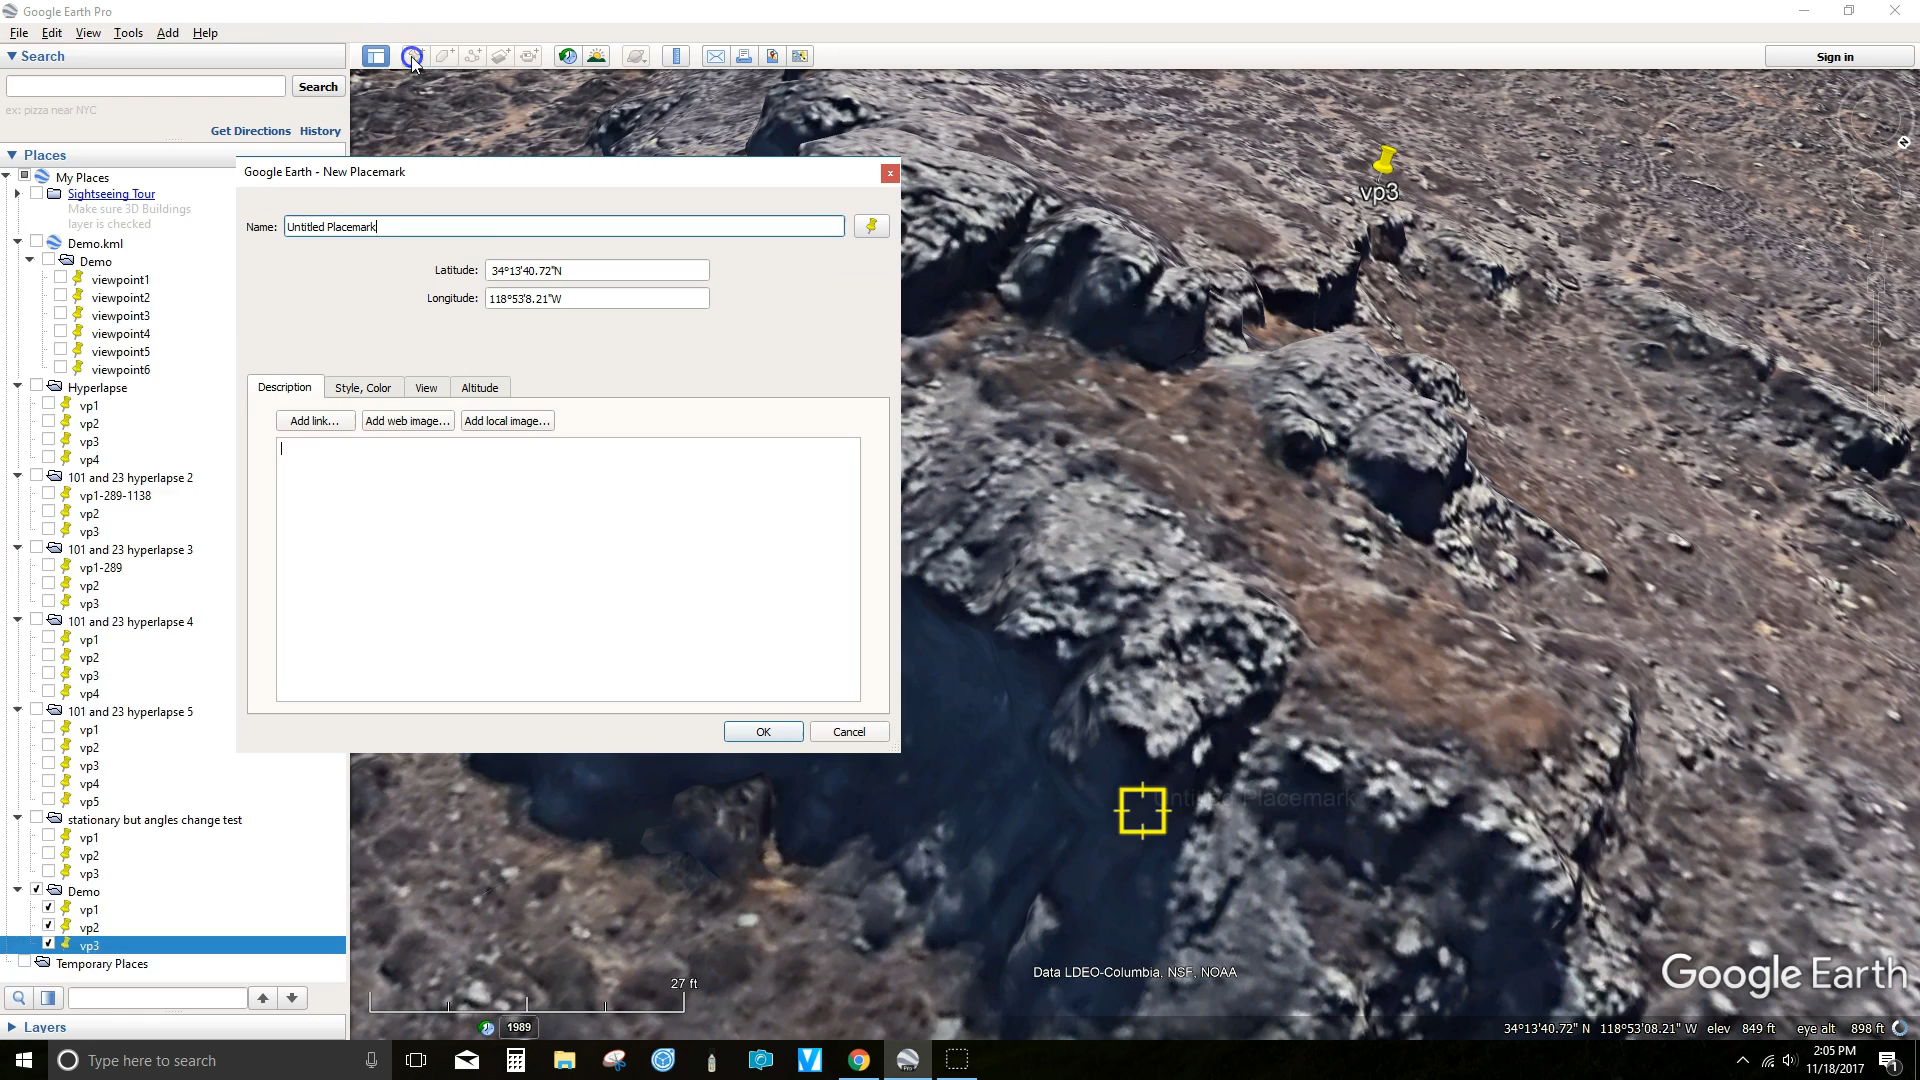 Google Earth Pro
File Edit View Tools Add Help
Search
Sign in
Search
ex: pizza near NYC
Get Directions History
Places
My Places
Sightseeing Tour
Make sure 3D Buildings
layer is checked
Demo.kml
Demo
viewpoint1
viewpoint2
viewpoint3
viewpoint4
viewpoint5
viewpoint6
Hyperlapse
vp1
vp2
vp3
vp4
101 and 23 hyperlapse 2
vp1-289-1138
vp2
vp3
101 and 23 hyperlapse 3
vp1-289
vp2
vp3
101 and 23 hyperlapse 4
vp1
vp2
vp3
vp4
101 and 23 hyperlapse 5
vp1
vp2
vp3
vp4
vp5
stationary but angles change test
vp1
vp2
vp3
Demo
vp1
vp2
vp3
Temporary Places
Layers
Google Earth - New Placemark
x
Name: Untitled Placemark
Latitude: 34°13'40.72"N
Longitude: 118°53'8.21"W
Description Style, Color View Altitude
Add link... Add web image... Add local image...
OK Cancel
vp3
Untitled Placemark
Data LDEO-Columbia, NSF, NOAA
27 ft
Google Earth
1989
34°13'40.72" N 118°53'08.21" W elev 849 ft eye alt 898 ft
Type here to search
Pro
2:05 PM
11/18/2017
1